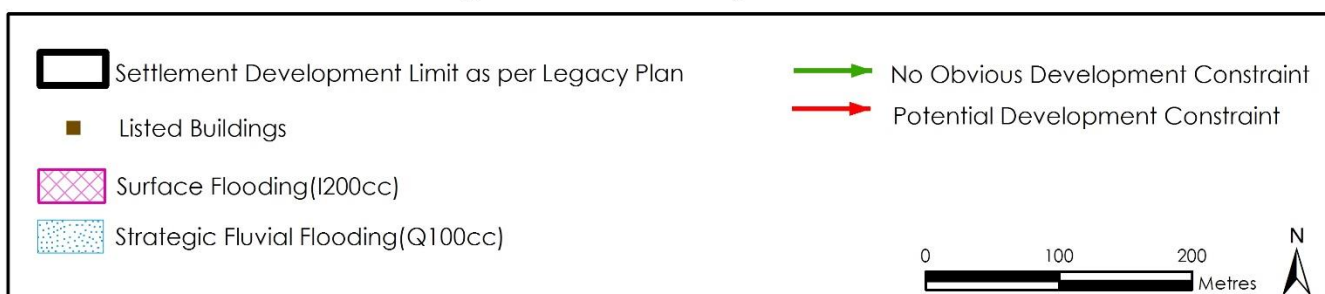 Settlement Development Limit as per Legacy Plan
Listed Buildings
Surface Flooding(I200cc)
Strategic Fluvial Flooding(Q100cc)
No Obvious Development Constraint
Potential Development Constraint
0 100 200
Metres
N